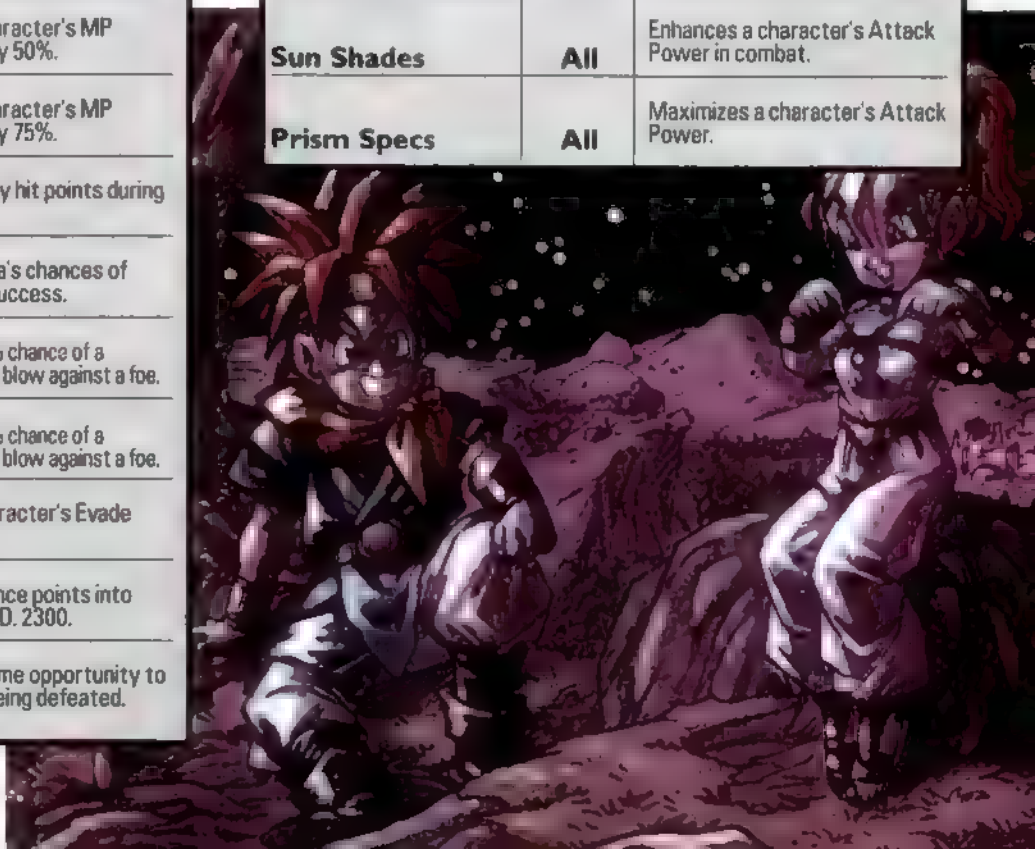 aracter's MP
y 50%.
aracter's MP
y 75%.
y hit points during
a's chances of
uccess.
chance of a
blow against a foe.
chance of a
blow against a foe.
racter's Evade
nce points into
D. 2300.
me opportunity to
eing defeated.
Sun Shades All Enhances a character's Attack
Power in combat.
Prism Specs All Maximizes a character's Attack
Power.